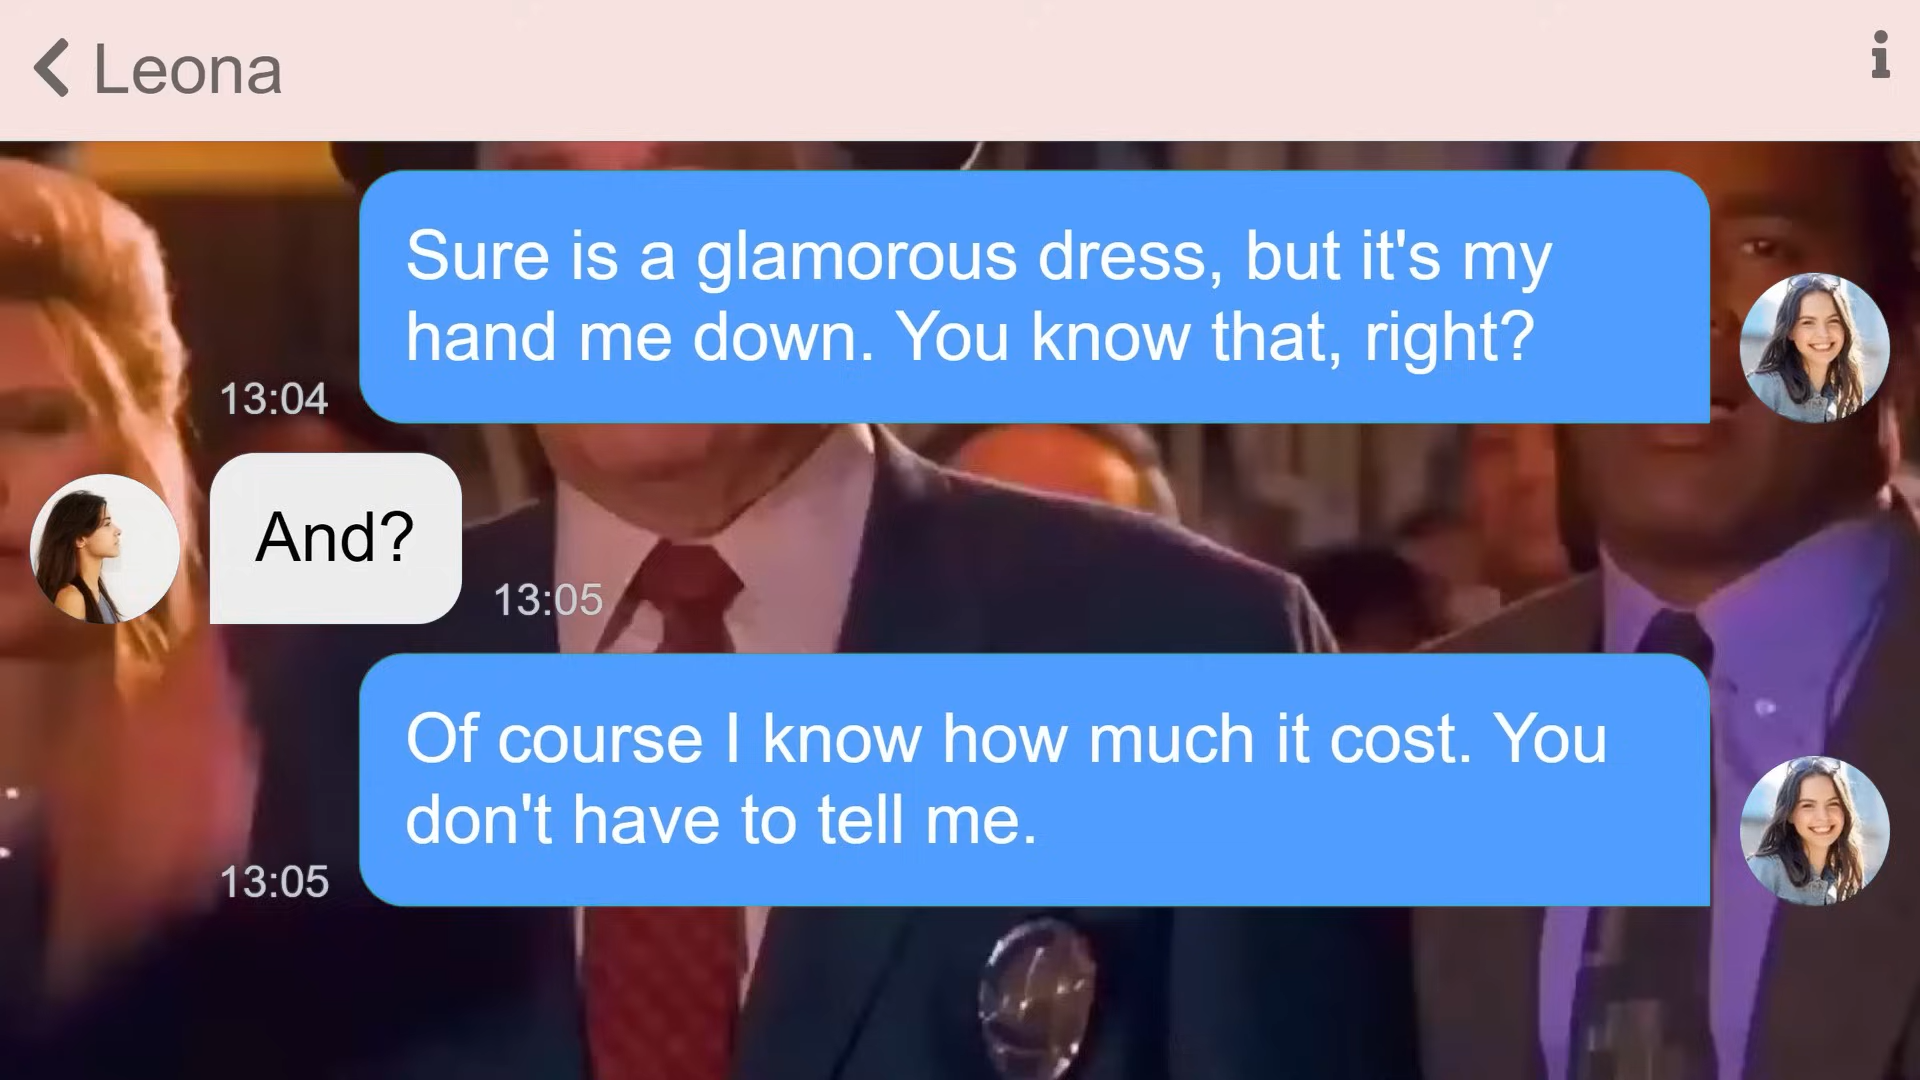 Leona
Sure is a glamorous dress, but it's my
hand me down. You know that, right?
13:04
And?
13:05
Of course I know how much it cost. You
don't have to tell me.
13:05